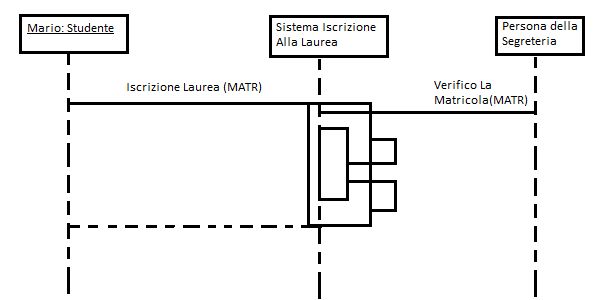 Mario: Studente
Sistema Iscrizione
Alla Laurea
Persona della
Segreteria
Iscrizione Laurea (MATR)
Verifico La
Matricola(MATR)